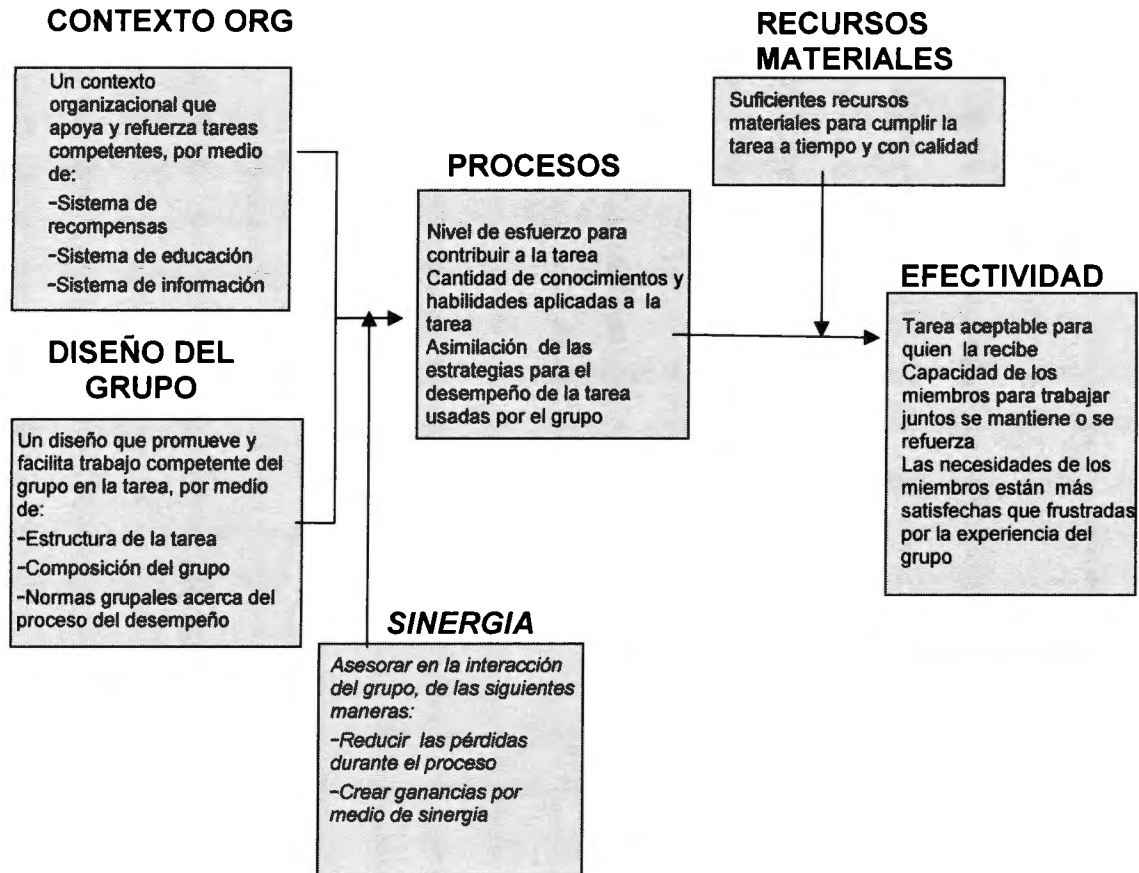 CONTEXTO ORG
Un contexto
organizacional que
apoya y refuerza tareas
competentes, por medio
de:
-Sistema de
recompensas
-Sistema de educación
-Sistema de información
DISEÑO DEL
GRUPO
Un diseño que promueve y
facilita trabajo competente del
grupo en la tarea, por medio
de:
-Estructura de la tarea
-Composición del grupo
-Normas grupales acerca del
proceso del desempeño
SINERGIA
Asesorar en la interacción
del grupo, de las siguientes
maneras:
-Reducir las pérdidas
durante el proceso
-Crear ganancias por
medio de sinergia
PROCESOS
Nivel de esfuerzo para
contribuir a la tarea
Cantidad de conocimientos y
habilidades aplicadas a la
tarea
Asimilación de las
estrategias para el
desempeño de la tarea
usadas por el grupo
RECURSOS
MATERIALES
Suficientes recursos
materiales para cumplir la
tarea a tiempo y con calidad
EFECTIVIDAD
Tarea aceptable para
quien la recibe
Capacidad de los
miembros para trabajar
juntos se mantiene o se
refuerza
Las necesidades de los
miembros están más
satisfechas que frustradas
por la experiencia del
grupo